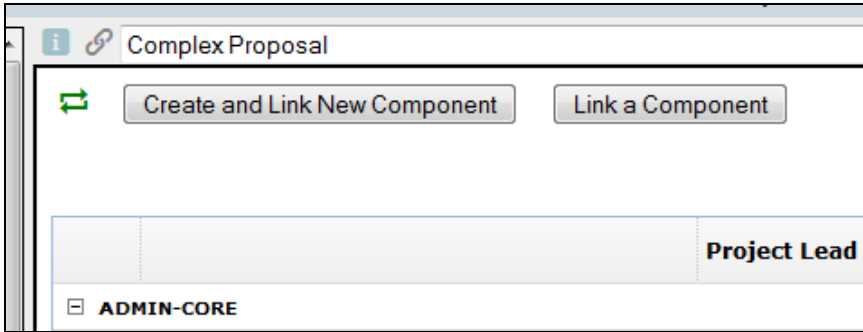 Complex Proposal
Create and Link New Component Link a Component
Project Lead
ADMIN-CORE